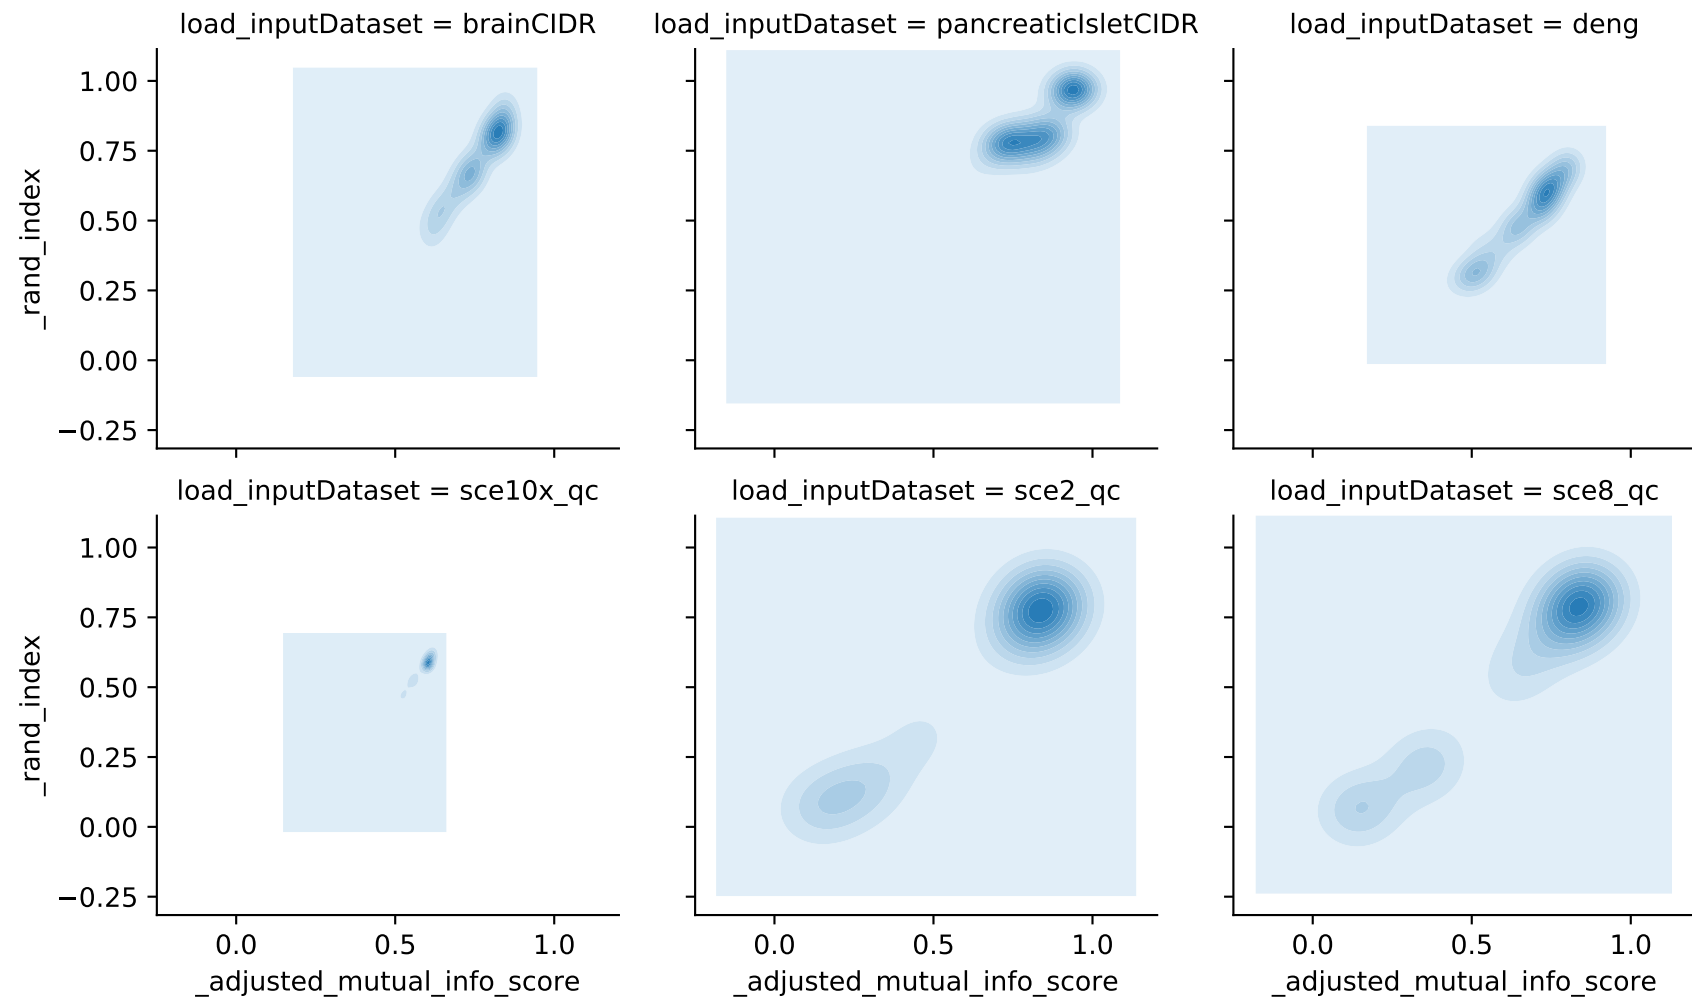 load_inputDataset = brainCIDR
load_inputDataset = pancreaticIsletCIDR
load_inputDataset = deng
1.00
0.75
0.50
0.25
0.00
−0.25
_rand_index
load_inputDataset = sce10x_qc
load_inputDataset = sce2_qc
load_inputDataset = sce8_qc
1.00
0.75
0.50
0.25
0.00
−0.25
_rand_index
0.0 0.5 1.0
0.0 0.5 1.0
0.0 0.5 1.0
_adjusted_mutual_info_score
_adjusted_mutual_info_score
_adjusted_mutual_info_score